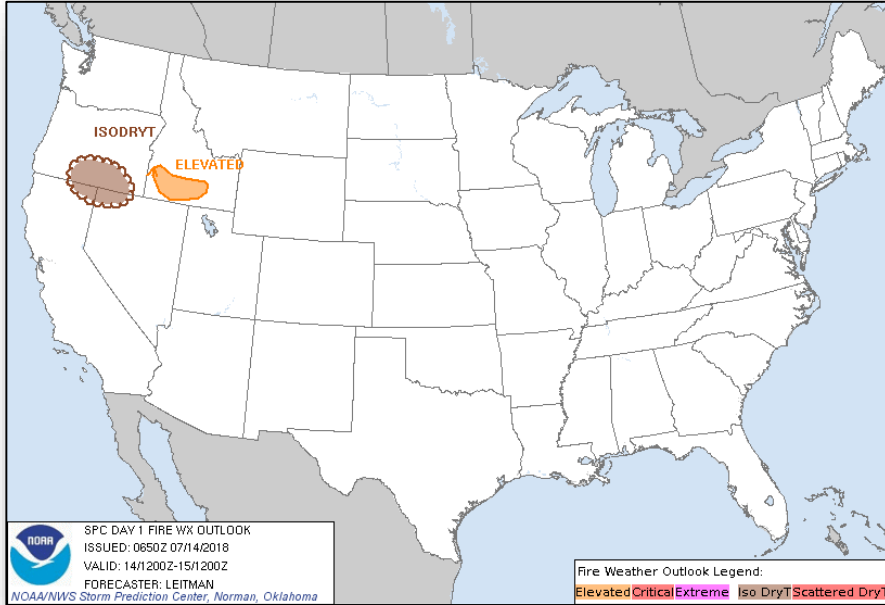 ISODRYT
ELEVATED
NOAA
SPC DAY 1 FIRE WX OUTLOOK
ISSUED: 0650Z 07/14/2018
VALID: 14/1200Z-15/1200Z
FORECASTER: LEITMAN
NOAA/NWS Storm Prediction Center, Norman, Oklahoma
Fire Weather Outlook Legend:
Elevated Critical Extreme Iso DryT Scattered DryT